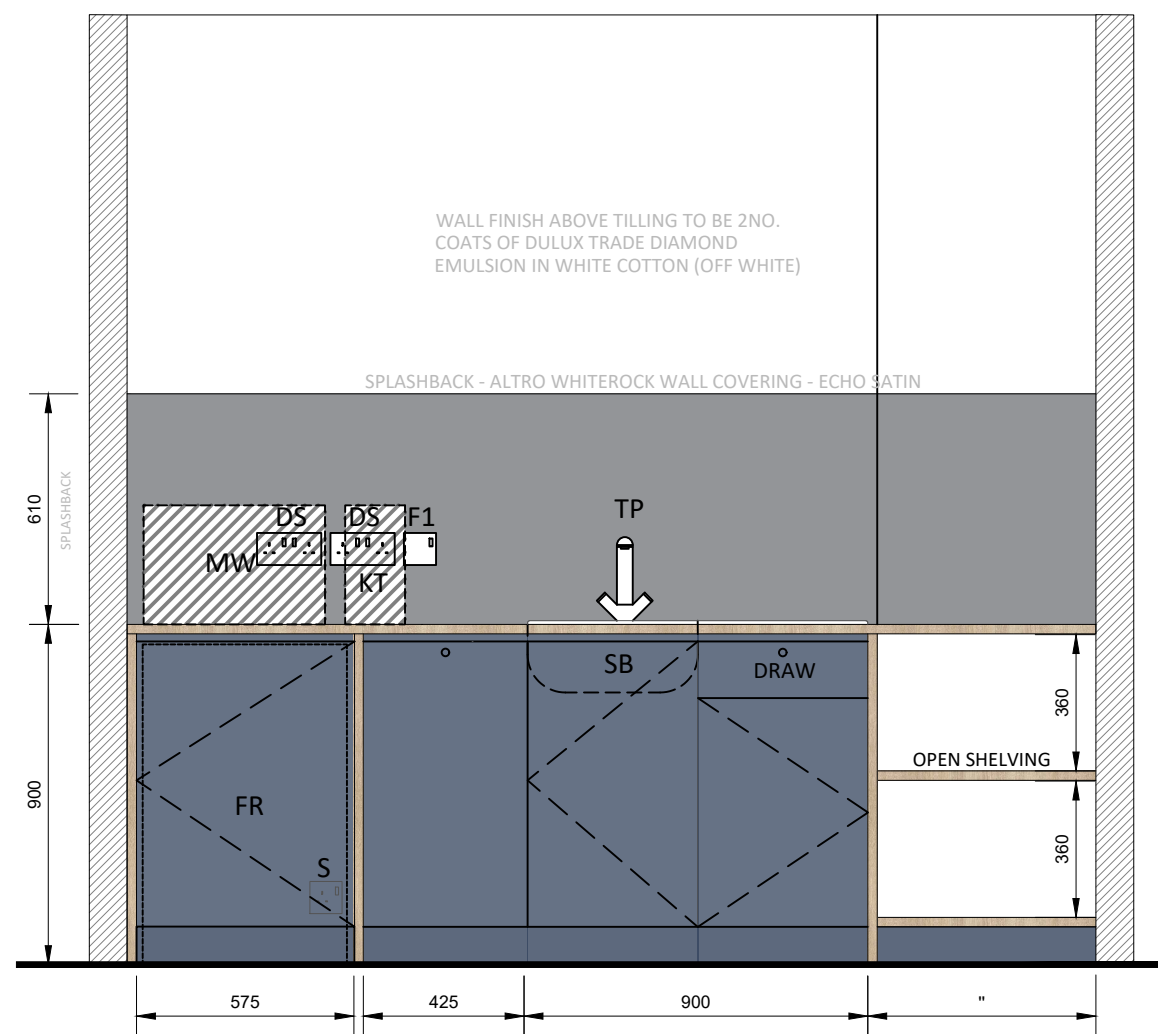 WALL FINISH ABOVE TILLING TO BE 2NO.
COATS OF DULUX TRADE DIAMOND
EMULSION IN WHITE COTTON (OFF WHITE)
SPLASHBACK - ALTRO WHITEROCK WALL COVERING - ECHO SATIN
610
SPLASHBACK
DS
DS
F1
TP
MW
KT
SB
DRAW
360
OPEN SHELVING
900
FR
360
S
575
425
900
"